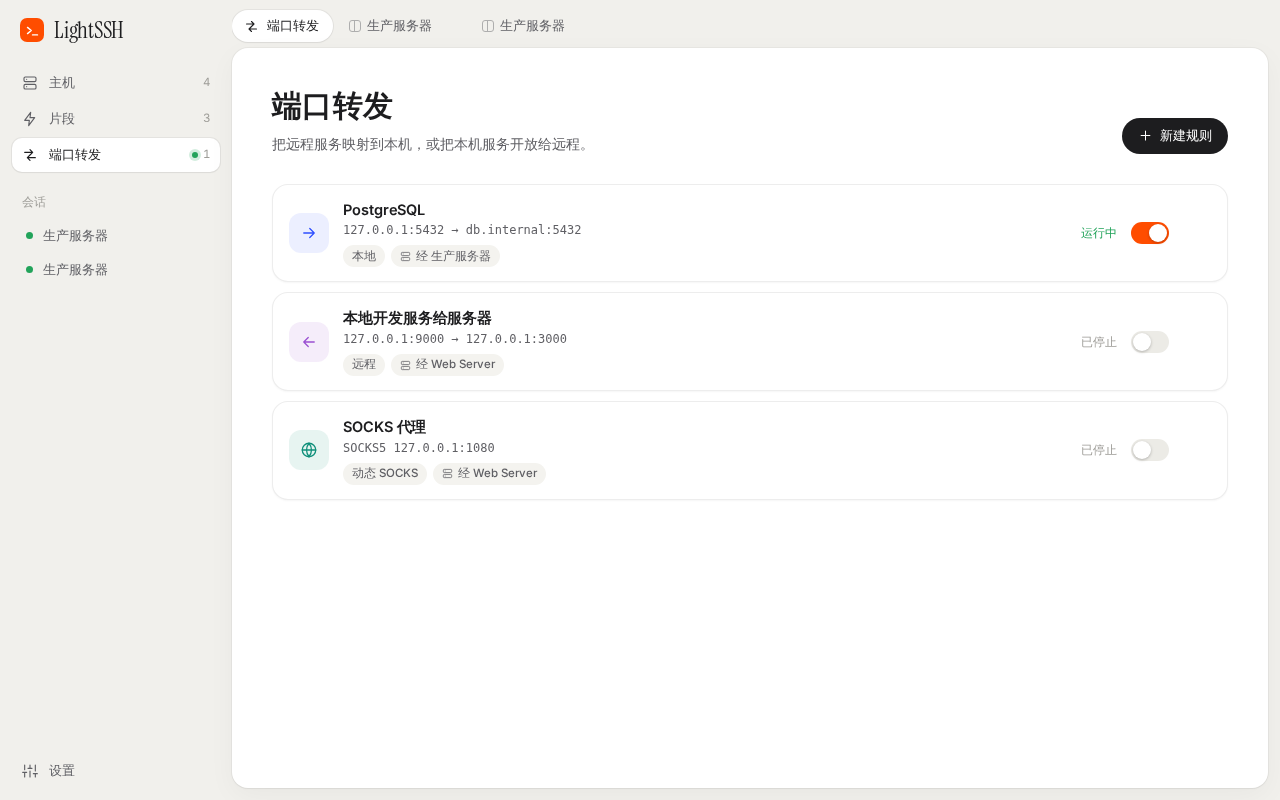 LightSSH
主机 4
片段 3
端口转发 1
会话
生产服务器
生产服务器
设置
端口转发 生产服务器 生产服务器
端口转发
把远程服务映射到本机，或把本机服务开放给远程。
新建规则
PostgreSQL
127.0.0.1:5432 → db.internal:5432
本地 经 生产服务器
运行中
本地开发服务给服务器
127.0.0.1:9000 → 127.0.0.1:3000
远程 经 Web Server
已停止
SOCKS 代理
SOCKS5 127.0.0.1:1080
动态 SOCKS 经 Web Server
已停止